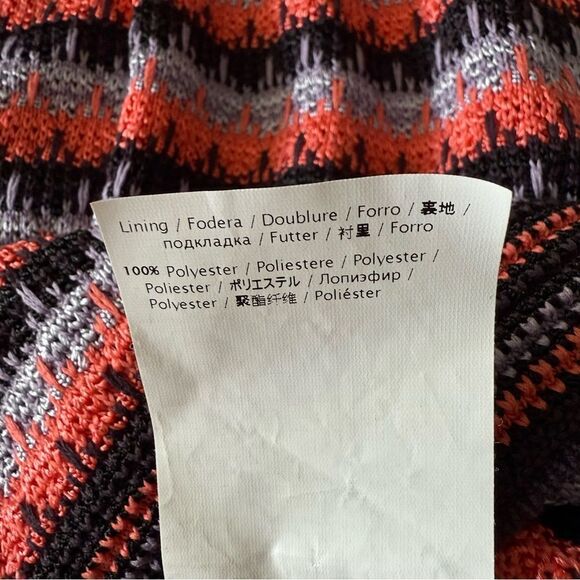 Lining / Fodera / Doublure / Forro / 裏地 /
подкладка / Futter / 衬里 / Forro
100% Polyester / Poliestere / Polyester /
Poliester / ポリエステル / Лопиэфир /
Polyester / 聚酯纤维 / Poliéster